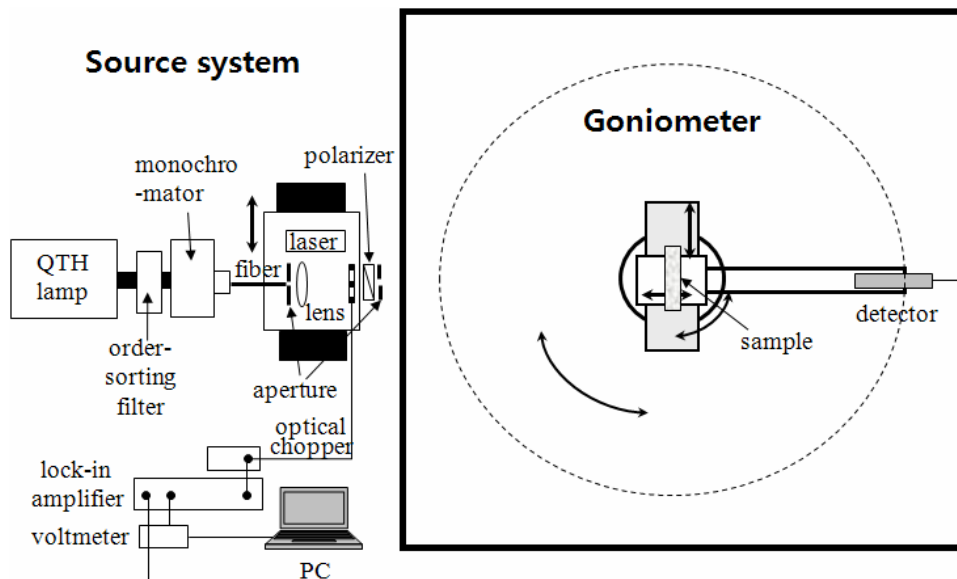 Source system
Goniometer
monochro
-mator
polarizer
QTH
lamp
fiber
laser
lens
order-
sorting
filter
aperture
sample
detector
optical
chopper
lock-in
amplifier
voltmeter
PC